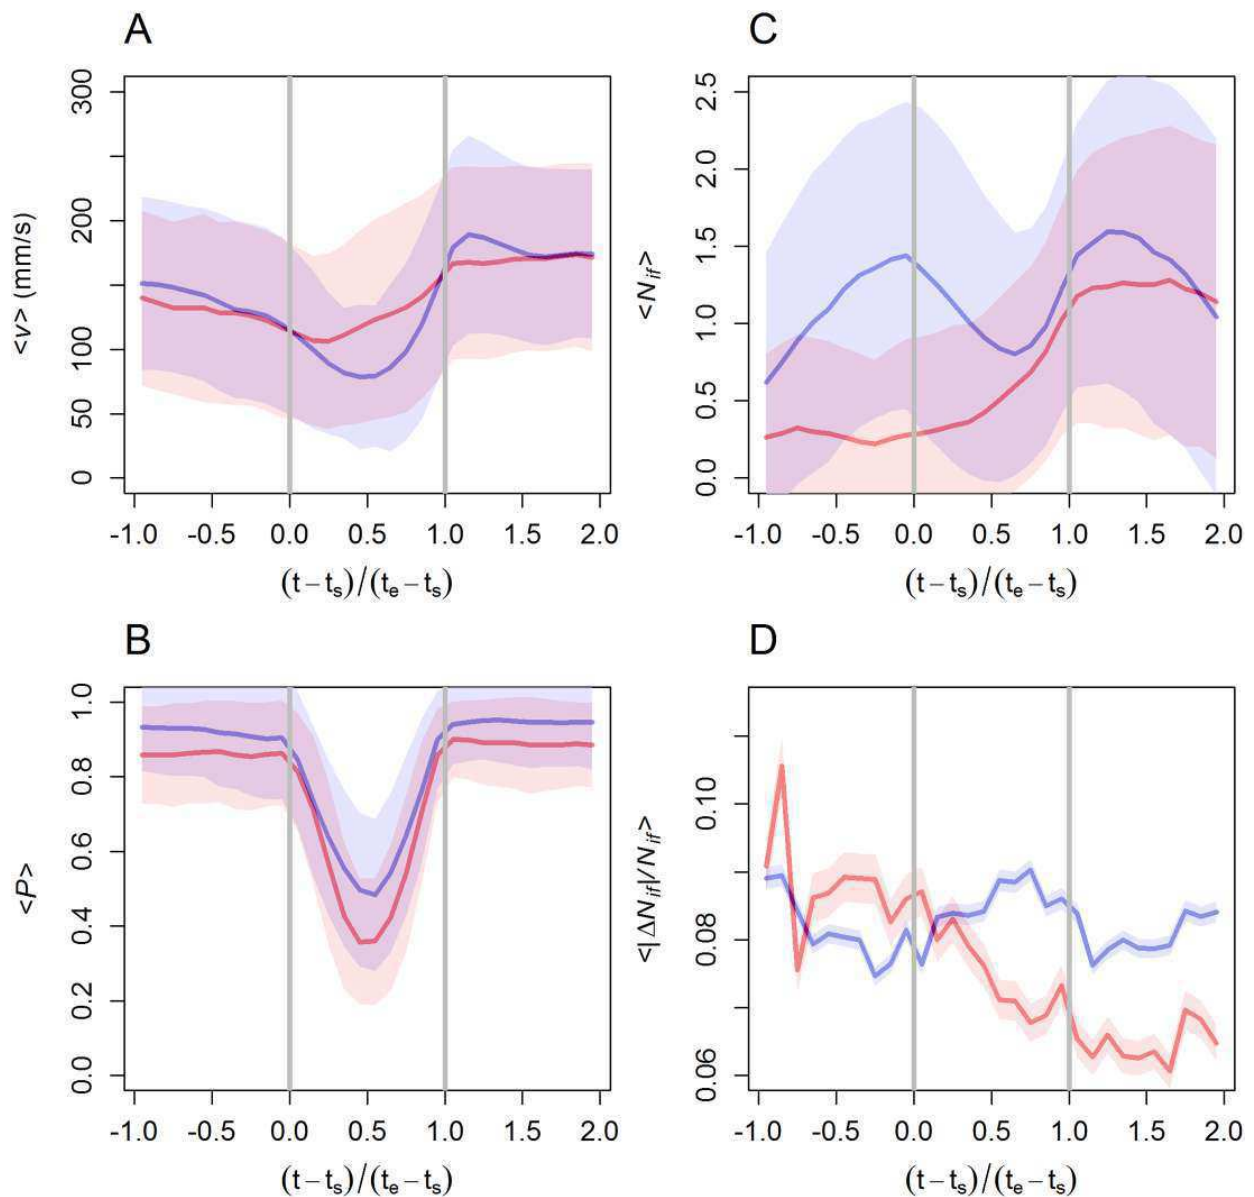 A
<v> (mm/s)
300
200
100
50
0
-1.0 -0.5 0.0 0.5 1.0 1.5 2.0
(t − ts)/(te − ts)
C
<Nif>
2.5
2.0
1.5
1.0
0.5
0.0
-1.0 -0.5 0.0 0.5 1.0 1.5 2.0
(t − ts)/(te − ts)
B
<P>
1.0
0.8
0.6
0.4
0.2
0.0
-1.0 -0.5 0.0 0.5 1.0 1.5 2.0
(t − ts)/(te − ts)
D
<|ΔNif|/Nif>
0.10
0.08
0.06
-1.0 -0.5 0.0 0.5 1.0 1.5 2.0
(t − ts)/(te − ts)